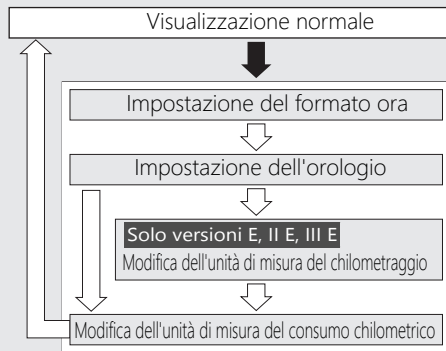 Visualizzazione normale
Impostazione del formato ora
Impostazione dell'orologio
Solo versioni E, II E, III E
Modifica dell'unità di misura del chilometraggio
Modifica dell'unità di misura del consumo chilometrico